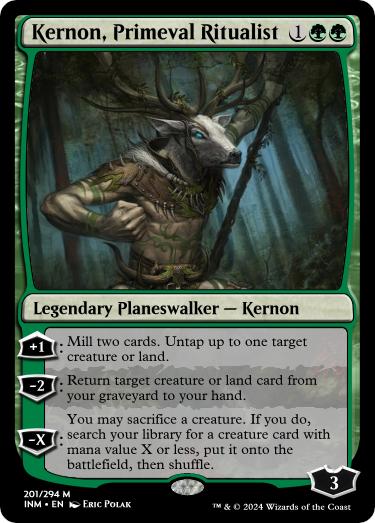 Kernon, Primeval Ritualist 1
Legendary Planeswalker — Kernon
+1: Mill two cards. Untap up to one target
creature or land.
-2: Return target creature or land card from
your graveyard to your hand.
You may sacrifice a creature. If you do,
-X: search your library for a creature card with
mana value X or less, put it onto the
battlefield, then shuffle.
3
201/294 M
INM • EN Eric Polak
™ & © 2024 Wizards of the Coast